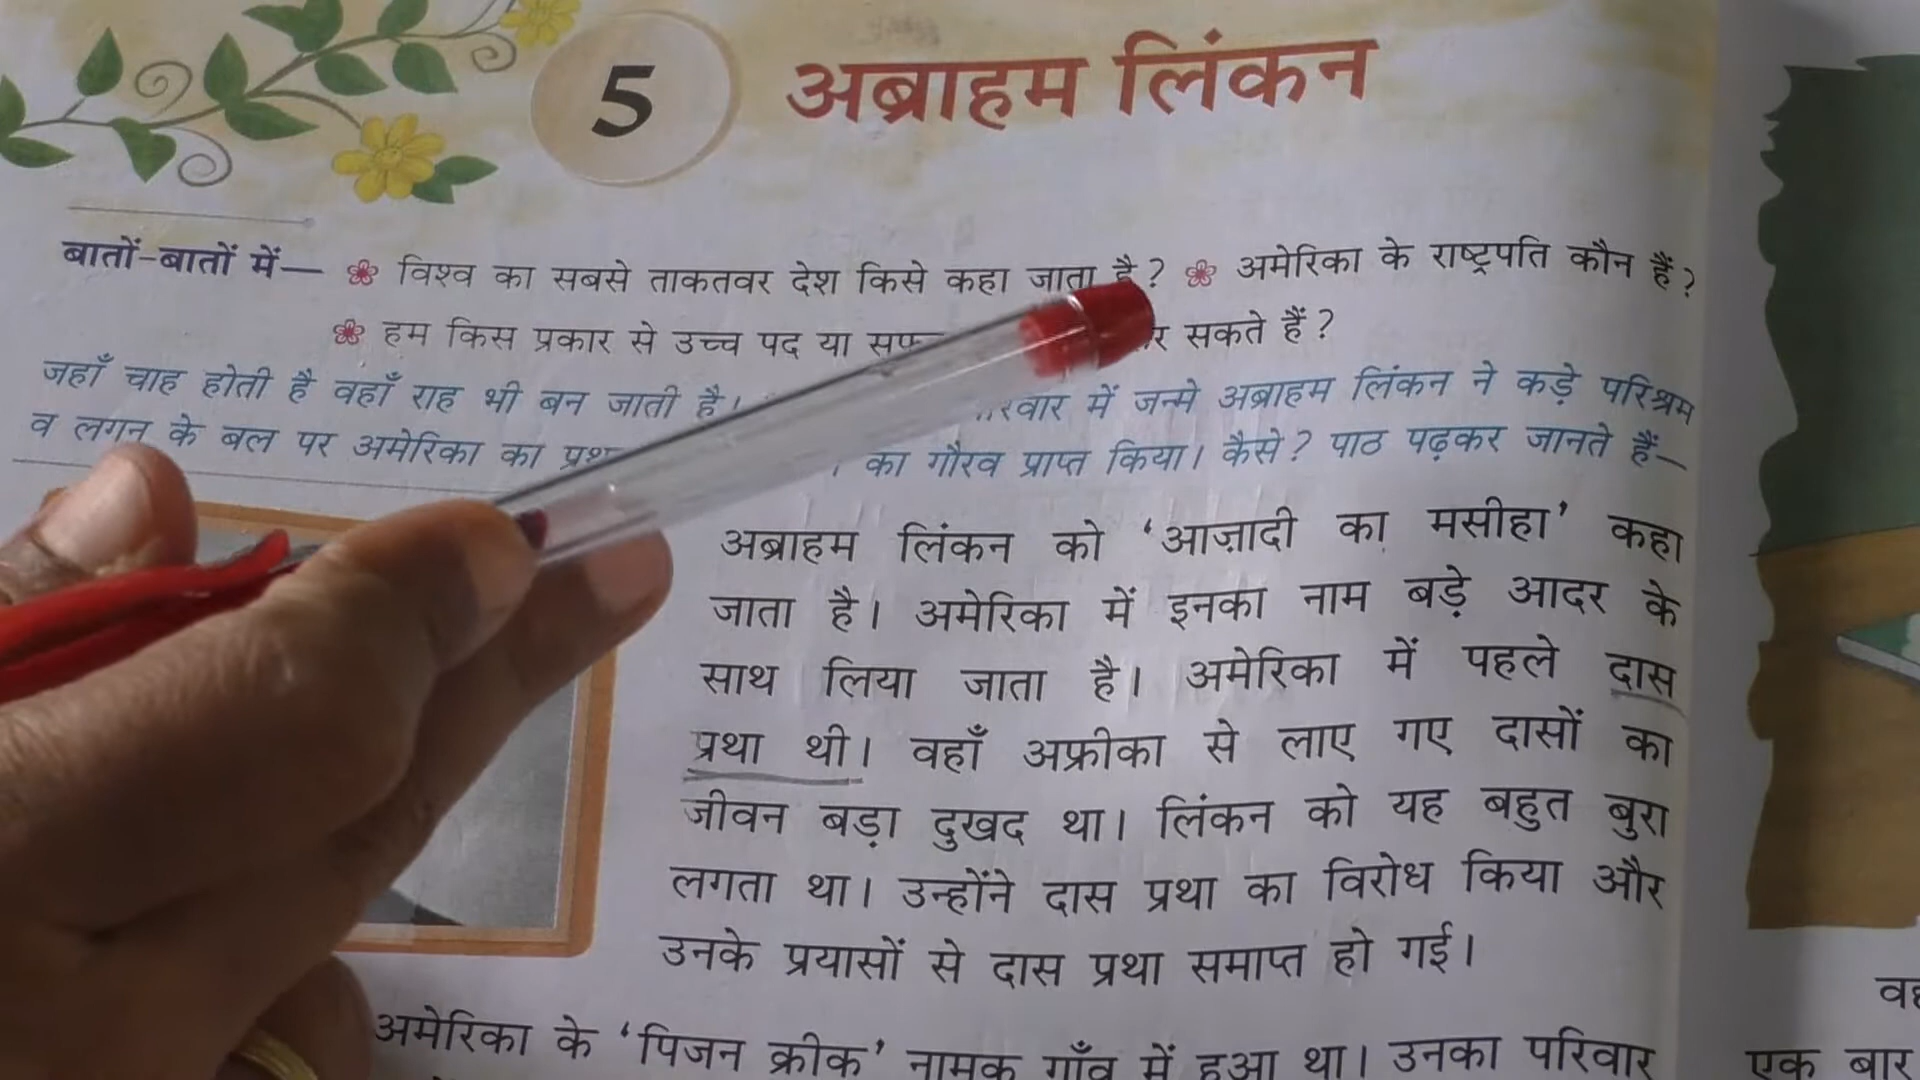 5
अब्राहम लिंकन
बातों-बातों में— विश्व का सबसे ताकतवर देश किसे कहा जाता है? अमेरिका के राष्ट्रपति कौन हैं?
हम किस प्रकार से उच्च पद या सकते हैं?
जहाँ चाह होती है वहाँ राह भी बन जाती है। में जन्मे अब्राहम लिंकन ने कड़े परिश्रम
व लगन के बल पर अमेरिका का का गौरव प्राप्त किया। कैसे? पाठ पढ़कर जानते हैं—
अब्राहम लिंकन को ‘आज़ादी का मसीहा’ कहा
जाता है। अमेरिका में इनका नाम बड़े आदर के
साथ लिया जाता है। अमेरिका में पहले दास
प्रथा थी। वहाँ अफ्रीका से लाए गए दासों का
जीवन बड़ा दुखद था। लिंकन को यह बहुत बुरा
लगता था। उन्होंने दास प्रथा का विरोध किया और
उनके प्रयासों से दास प्रथा समाप्त हो गई।
अमेरिका के ‘पिजन क्रीक’ नामक गाँव में हुआ था। उनका परिवार
एक बार